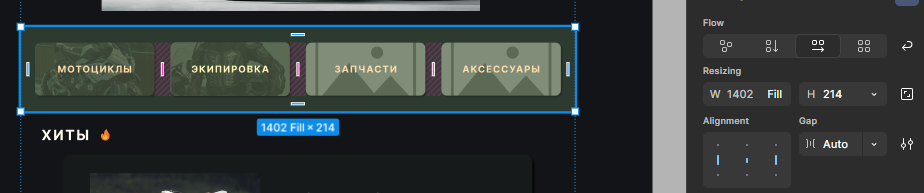 МОТОЦИКЛЫ
ЭКИПИРОВКА
ЗАПЧАСТИ
АКСЕССУАРЫ
1402 Fill × 214
ХИТЫ 🔥
Flow
Resizing
W 1402 Fill
H 214
Alignment
Gap
Auto